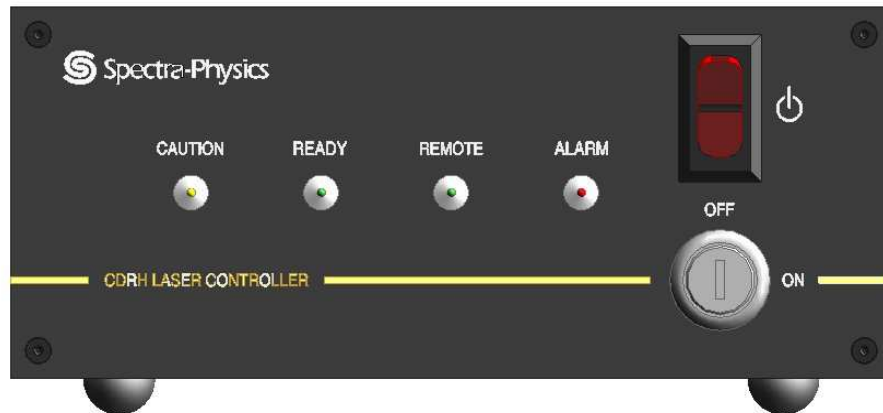 Spectra-Physics
CAUTION READY REMOTE ALARM
OFF
CDRH LASER CONTROLLER ON